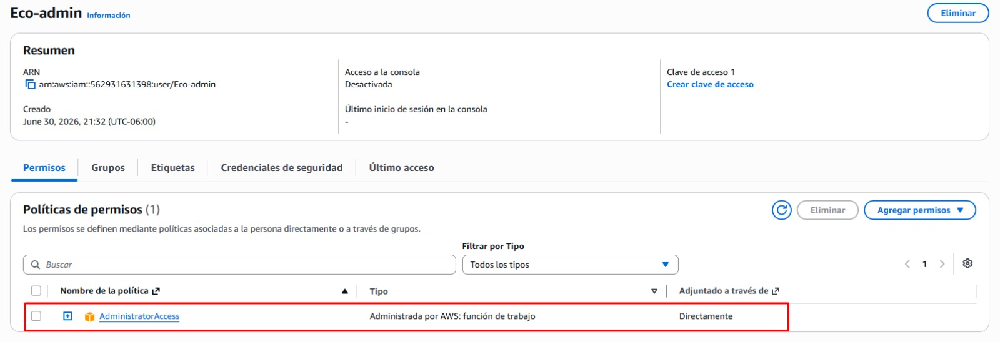 Eco-admin Información
Eliminar
Resumen
ARN
arn:aws:iam::562931631398:user/Eco-admin
Creado
June 30, 2026, 21:32 (UTC-06:00)
Acceso a la consola
Desactivada
Último inicio de sesión en la consola
-
Clave de acceso 1
Crear clave de acceso
Permisos
Grupos
Etiquetas
Credenciales de seguridad
Último acceso
Políticas de permisos (1)
Eliminar
Agregar permisos
Los permisos se definen mediante políticas asociadas a la persona directamente o a través de grupos.
Filtrar por Tipo
Buscar
Todos los tipos
1
Nombre de la política
Tipo
Adjuntado a través de
AdministratorAccess
Administrada por AWS: función de trabajo
Directamente